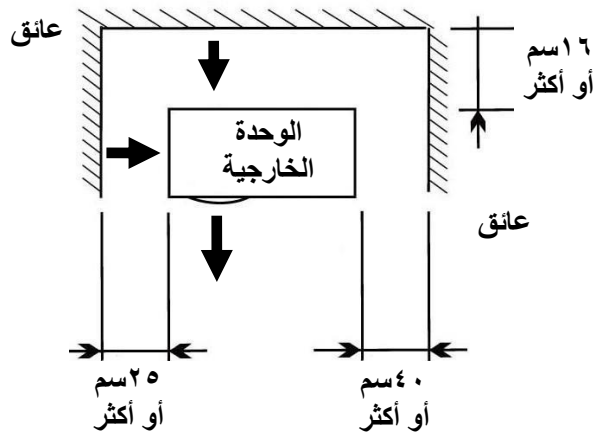 عائق
١٦سم
أو أكثر
الوحدة
الخارجية
عائق
٢٥سم
أو أكثر
٤٠سم
أو أكثر